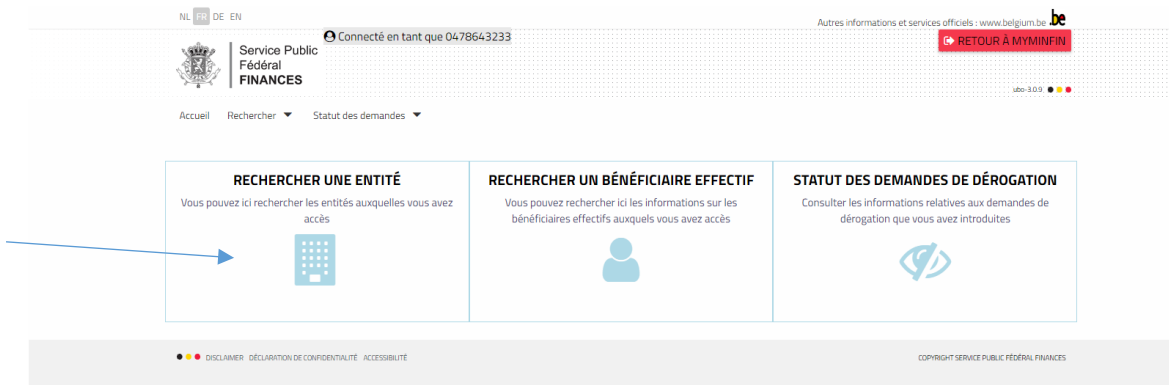 NL FR DE EN
Autres informations et services officiels : www.belgium.be .be
Connecté en tant que 0478643233
RETOUR À MYMINFIN
Service Public
Fédéral
FINANCES
ubo-3.0.9
Accueil Rechercher Statut des demandes
RECHERCHER UNE ENTITÉ
Vous pouvez ici rechercher les entités auxquelles vous avez
accès
RECHERCHER UN BÉNÉFICIAIRE EFFECTIF
Vous pouvez rechercher ici les informations sur les
bénéficiaires effectifs auxquels vous avez accès
STATUT DES DEMANDES DE DÉROGATION
Consulter les informations relatives aux demandes de
dérogation que vous avez introduites
DISCLAIMER DÉCLARATION DE CONFIDENTIALITÉ ACCESSIBILITÉ
COPYRIGHT SERVICE PUBLIC FÉDÉRAL FINANCES